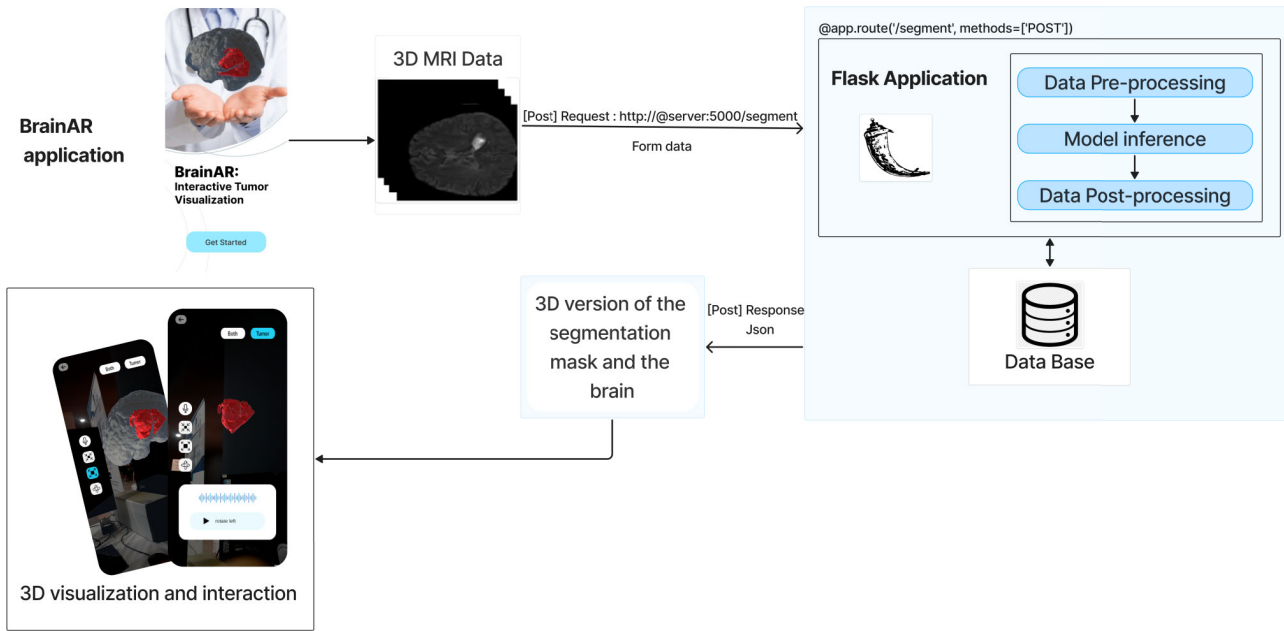 BrainAR
application
BrainAR:
Interactive Tumor
Visualization
Get Started
3D MRI Data
[Post] Request : http://@server:5000/segment
Form data
@app.route('/segment', methods=['POST'])
Flask Application
Data Pre-processing
Model inference
Data Post-processing
Data Base
[Post] Response
Json
3D version of the
segmentation
mask and the
brain
Both
Tumor
Both
Tumor
rotate left
3D visualization and interaction